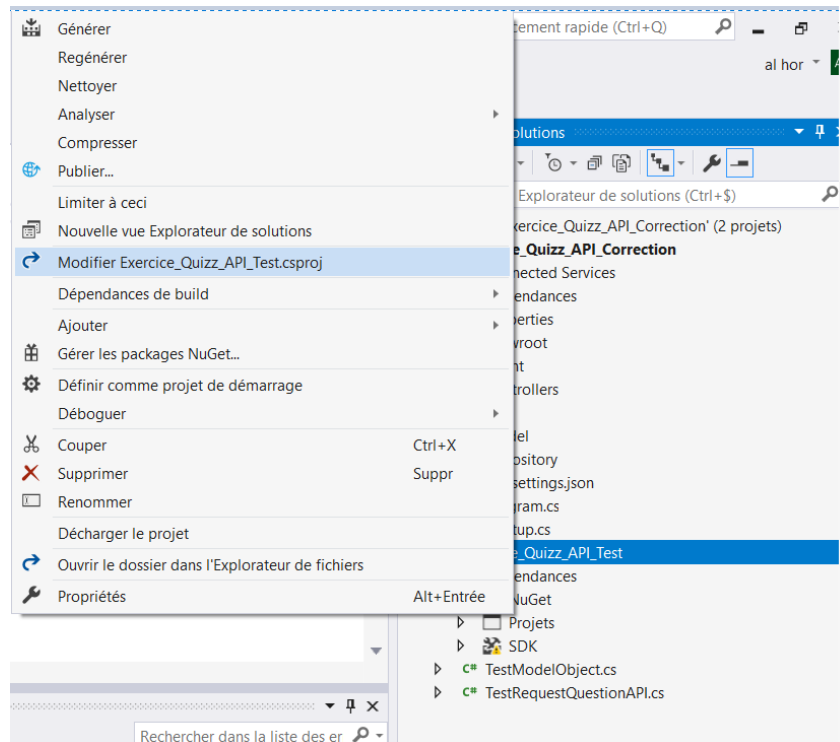 Générer
Regénérer
Nettoyer
Analyser
Compresser
Publier...
Limiter à ceci
Nouvelle vue Explorateur de solutions
Modifier Exercice_Quizz_API_Test.csproj
Dépendances de build
Ajouter
Gérer les packages NuGet...
Définir comme projet de démarrage
Déboguer
Couper Ctrl+X
Supprimer Suppr
Renommer
Décharger le projet
Ouvrir le dossier dans l'Explorateur de fichiers
Propriétés Alt+Entrée
tement rapide (Ctrl+Q)
al hor
olutions
Explorateur de solutions (Ctrl+$)
xercice_Quizz_API_Correction' (2 projets)
e_Quizz_API_Correction
nected Services
endances
perties
wroot
nt
trollers
del
ository
settings.json
gram.cs
tup.cs
e_Quizz_API_Test
endances
NuGet
Projets
SDK
C# TestModelObject.cs
C# TestRequestQuestionAPI.cs
Rechercher dans la liste des er